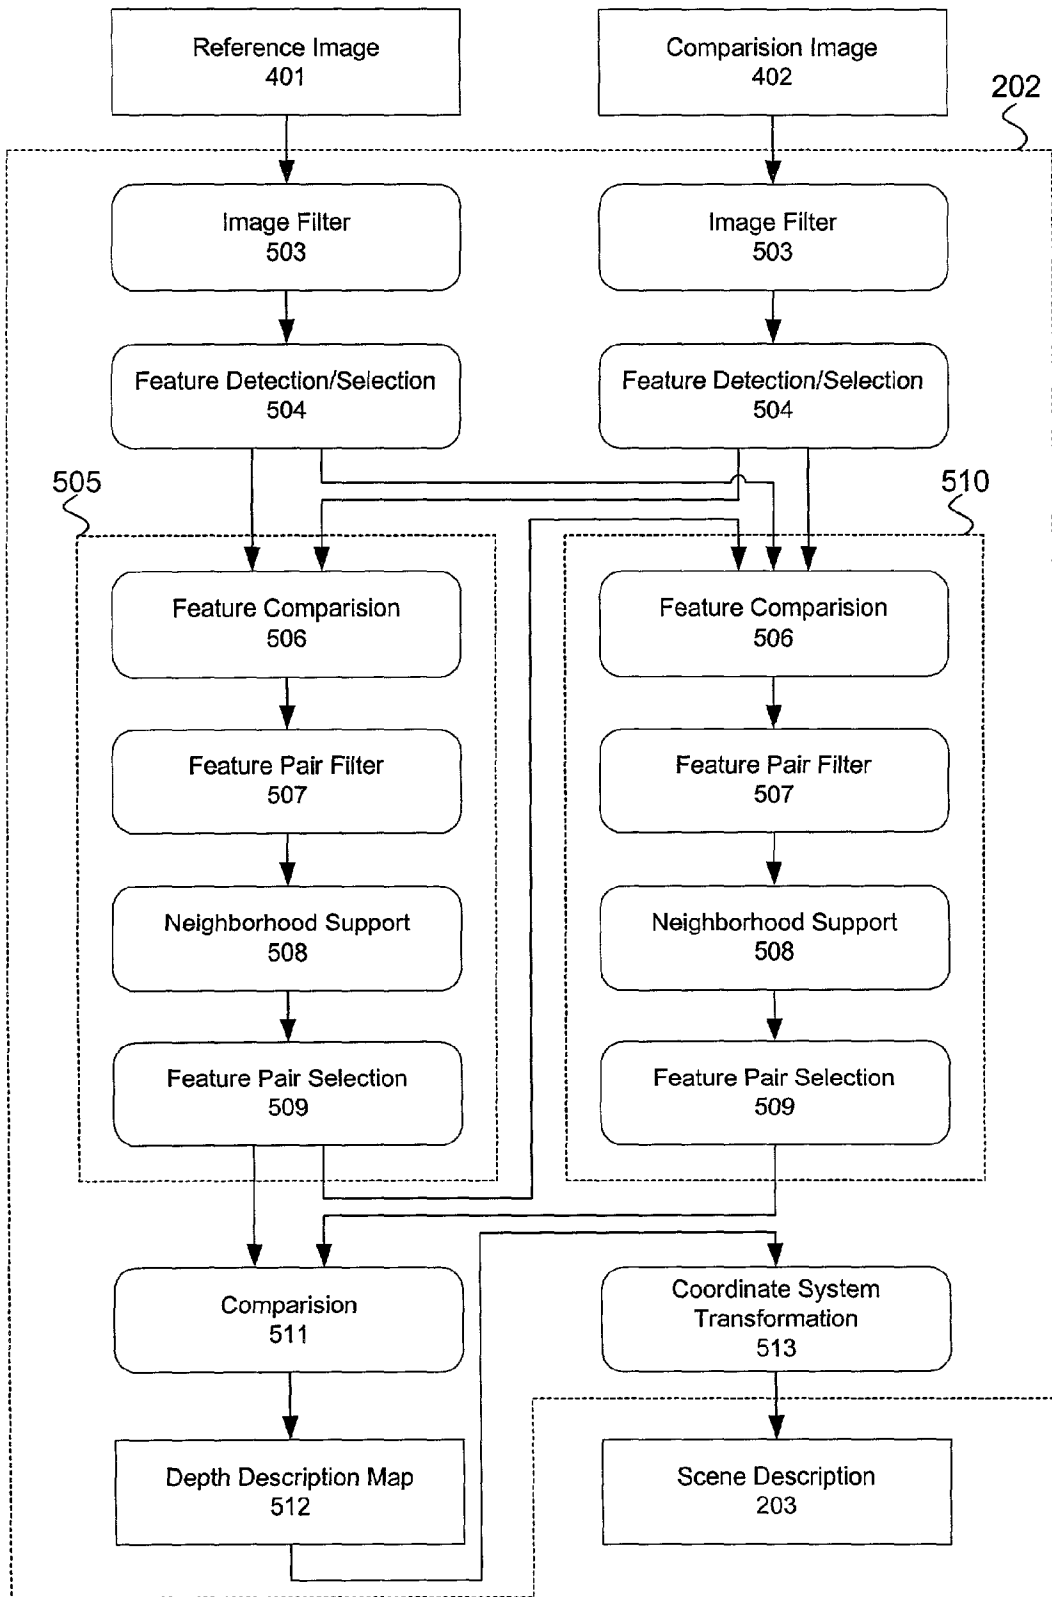 Reference Image
401
Comparision Image
402
202
Image Filter
503
Image Filter
503
Feature Detection/Selection
504
Feature Detection/Selection
504
505
510
Feature Comparision
506
Feature Comparision
506
Feature Pair Filter
507
Feature Pair Filter
507
Neighborhood Support
508
Neighborhood Support
508
Feature Pair Selection
509
Feature Pair Selection
509
Comparision
511
Coordinate System
Transformation
513
Depth Description Map
512
Scene Description
203